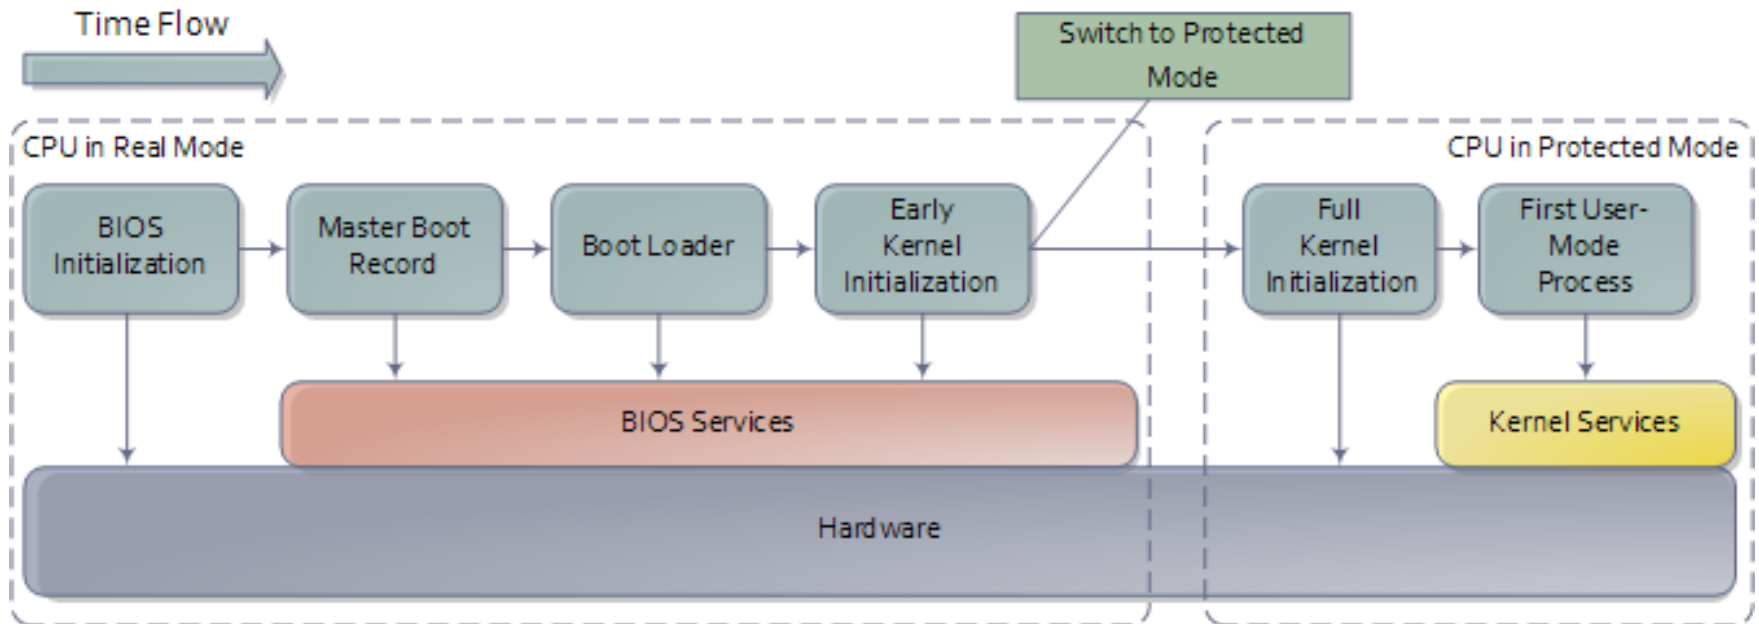 Time Flow
Switch to Protected
Mode
CPU in Real Mode
CPU in Protected Mode
BIOS
Initialization
Master Boot
Record
Boot Loader
Early
Kernel
Initialization
Full
Kernel
Initialization
First User-
Mode
Process
BIOS Services
Kernel Services
Hardware